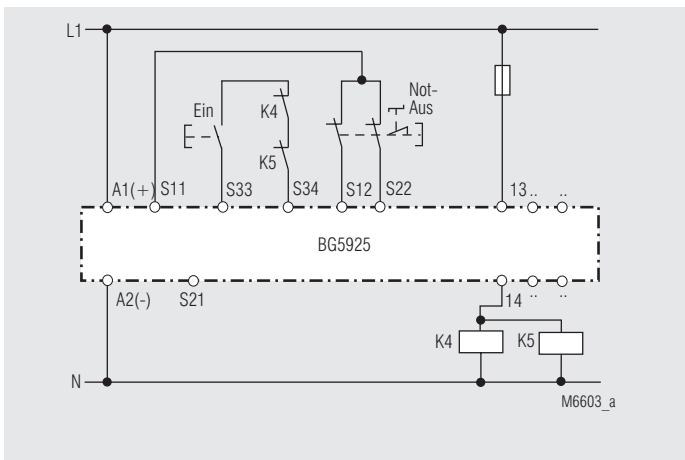 L1
Not-
Aus
Ein
K4
K5
A1(+) S11 S33 S34 S12 S22 13 .. ..
BG5925
A2(-) S21 14 .. ..
K4 K5
N
M6603_a